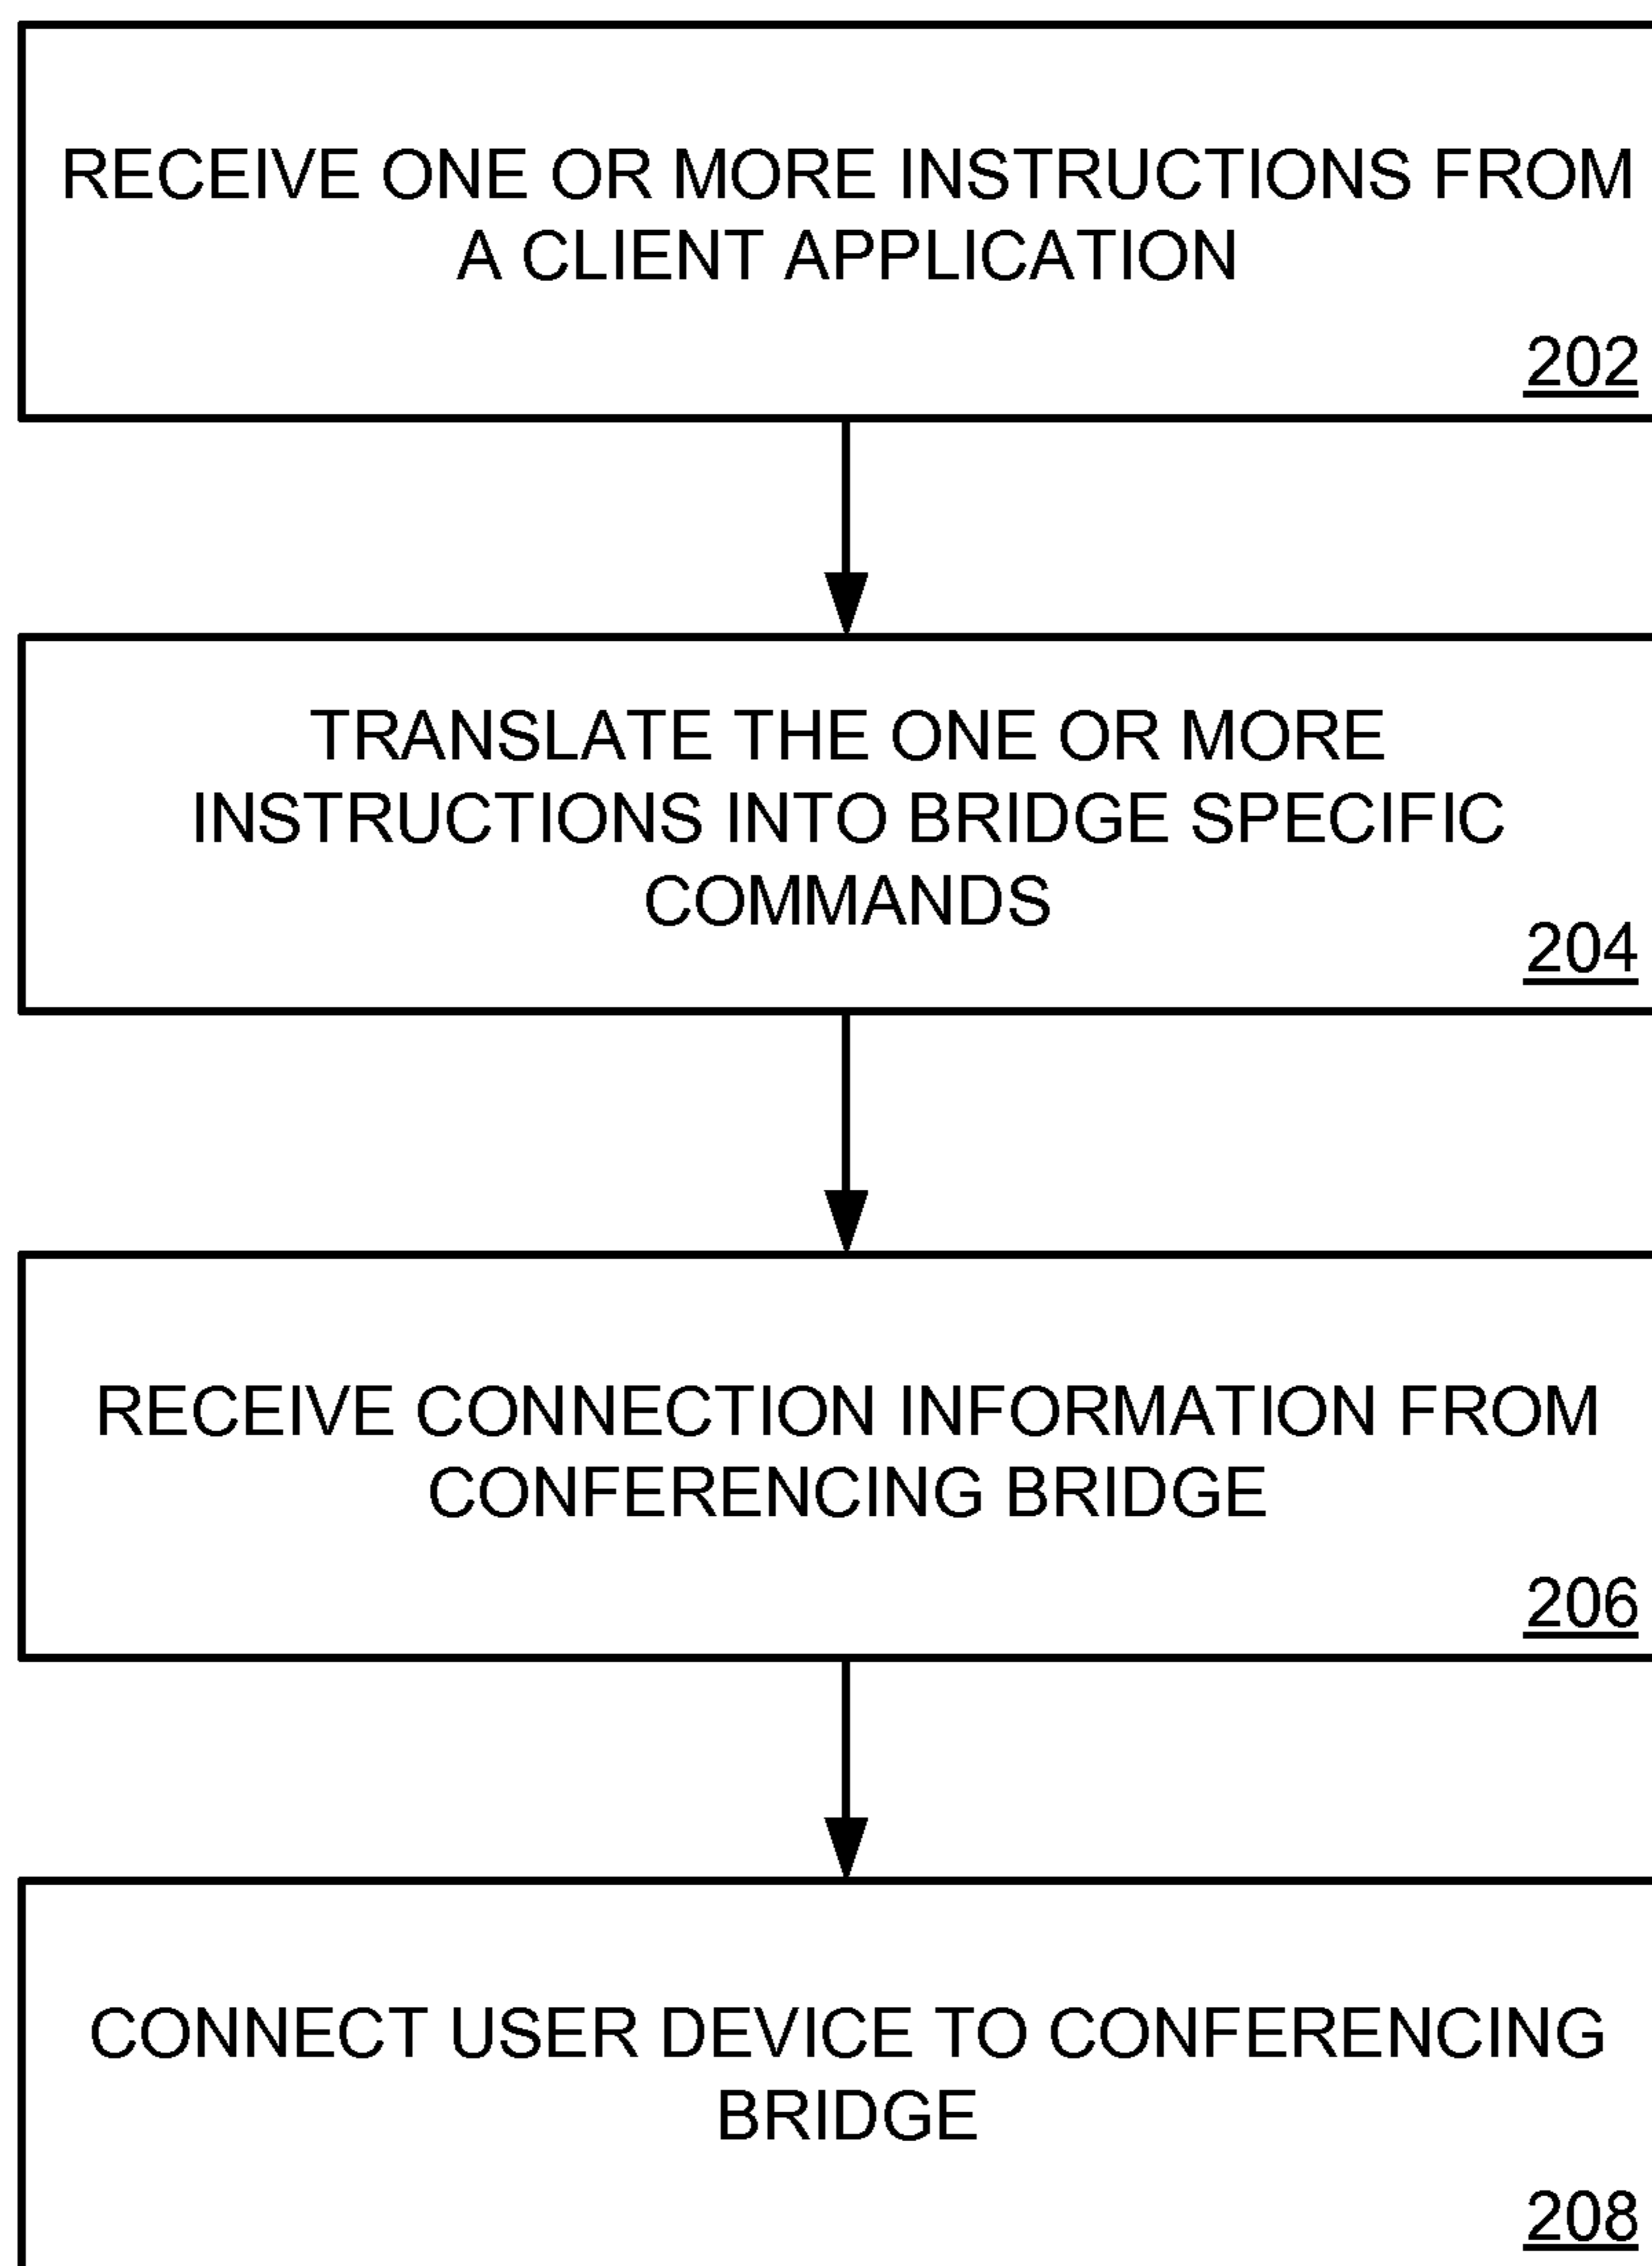 RECEIVE ONE OR MORE INSTRUCTIONS FROM
A CLIENT APPLICATION
202
TRANSLATE THE ONE OR MORE
INSTRUCTIONS INTO BRIDGE SPECIFIC
COMMANDS
204
RECEIVE CONNECTION INFORMATION FROM
CONFERENCING BRIDGE
206
CONNECT USER DEVICE TO CONFERENCING
BRIDGE
208